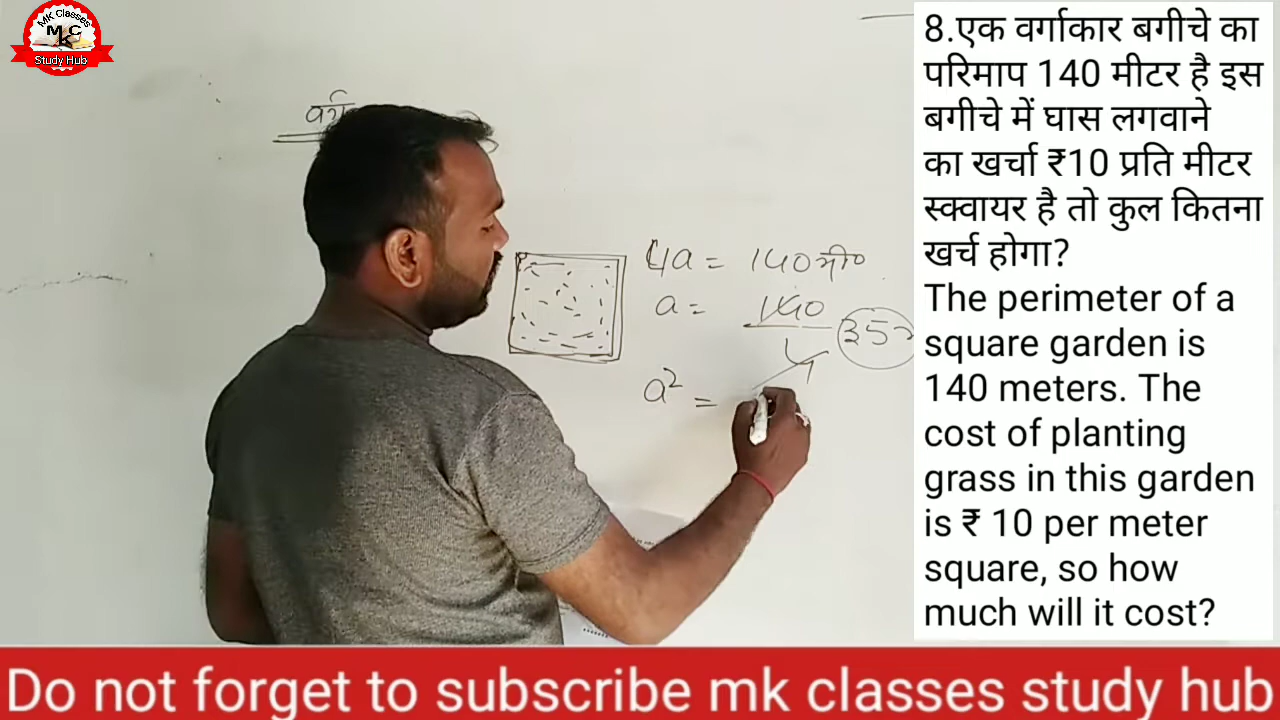 MK Classes
M C
K
Study Hub
8.एक वर्गाकार बगीचे का
परिमाप 140 मीटर है इस
बगीचे में घास लगवाने
का खर्चा ₹10 प्रति मीटर
स्क्वायर है तो कुल कितना
खर्च होगा?
The perimeter of a
square garden is
140 meters. The
cost of planting
grass in this garden
is ₹ 10 per meter
square, so how
much will it cost?
4a = 140मी०
a = 140
4
35
a² =
Do not forget to subscribe mk classes study hub